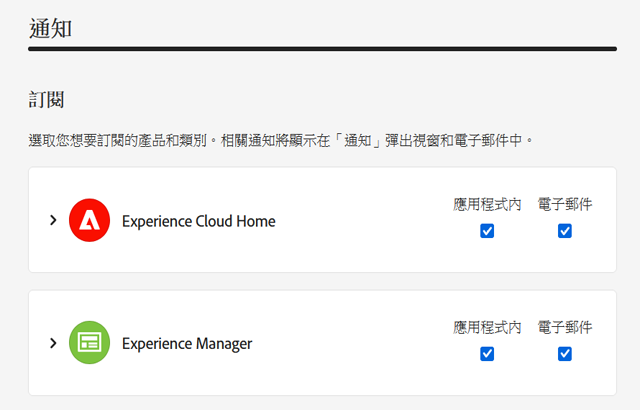 通知
訂閱
選取您想要訂閱的產品和類別。相關通知將顯示在「通知」彈出視窗和電子郵件中。
應用程式內 電子郵件
Experience Cloud Home
應用程式內 電子郵件
Experience Manager